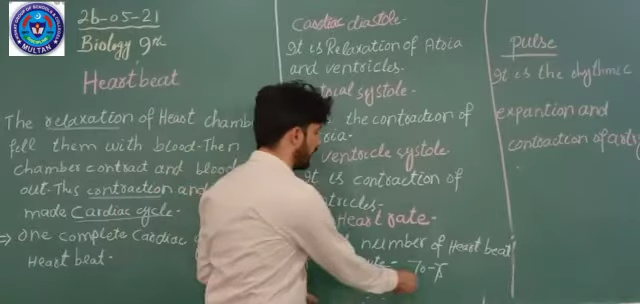 MULTAN
26-05-21
Biology 9th
Heart beat
The relaxation of Heart chamb
fill them with blood. Then
chamber contract and blood
out. This contraction and
made Cardiac cycle.
⇒ one complete Cardiac
Heart beat.
Cardiac diastole.
It is Relaxation of Atria
and ventricles.
systole.
the contraction of
ventricle systole
It is contraction of
Heart Rate.
number of Heart beat
70-
pulse
It is the rhythmic
expantion and
contraction of